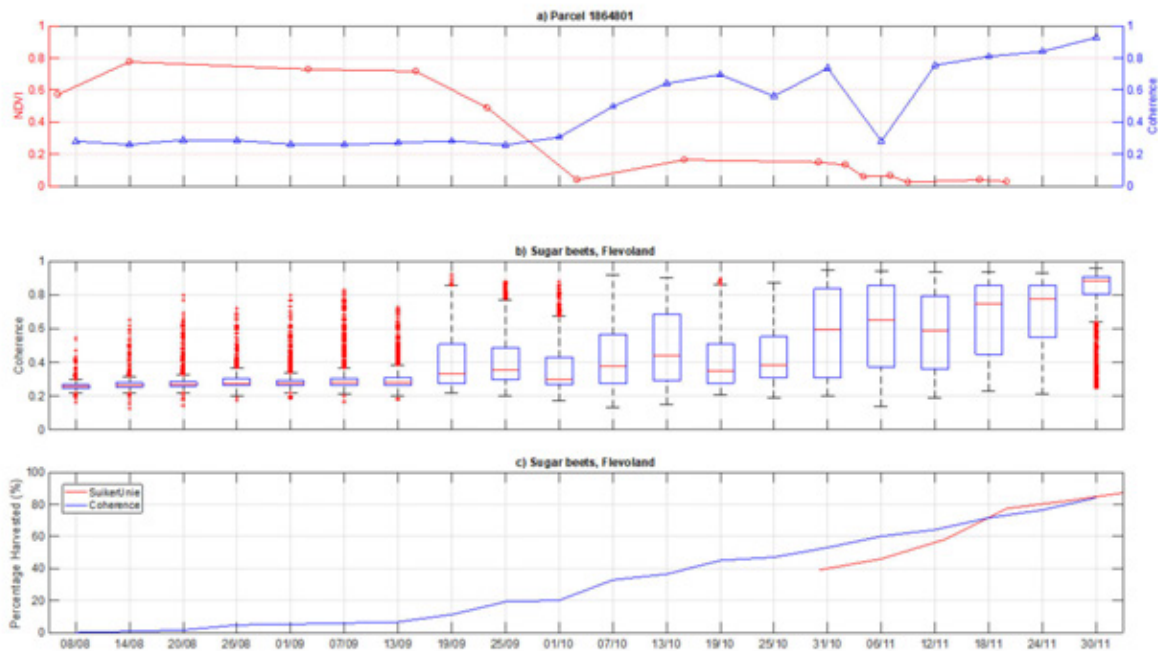 a) Parcel 1864801
1 1
0.8 0.8
0.6 0.6
0.4 0.4
0.2 0.2
0 0
NDVI
Coherence
b) Sugar beets, Flevoland
1
0.8
0.6
0.4
0.2
0
Coherence
c) Sugar beets, Flevoland
100
80
60
40
20
0
Percentage Harvested (%)
SuikerUnie
Coherence
08/08 14/08 20/08 26/08 01/09 07/09 13/09 19/09 25/09 01/10 07/10 13/10 19/10 25/10 31/10 06/11 12/11 18/11 24/11 30/11